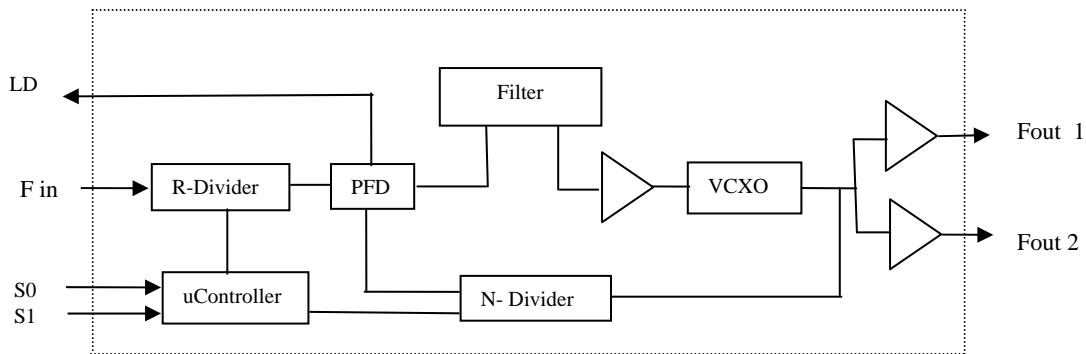 LD
Filter
Fout 1
F in
R-Divider
PFD
VCXO
Fout 2
S0
uController
N- Divider
S1